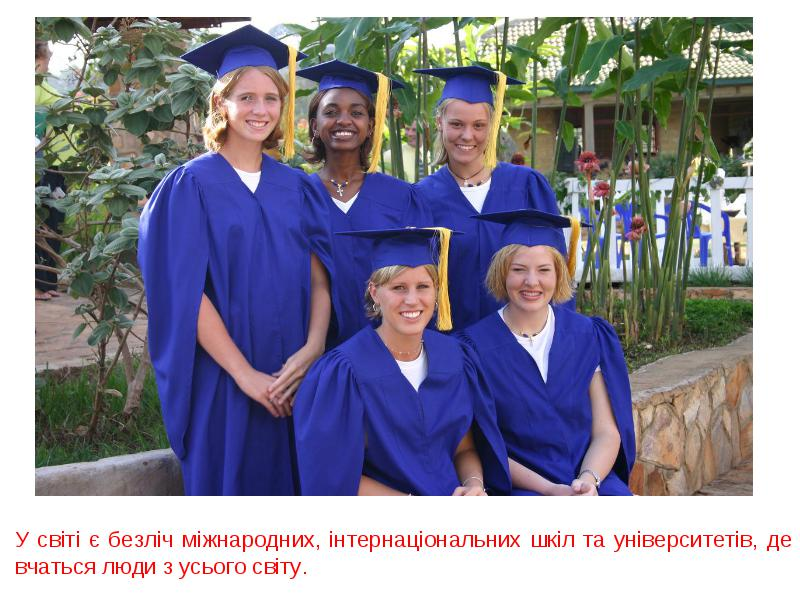 У світі є безліч міжнародних, інтернаціональних шкіл та університетів, де
вчаться люди з усього світу.